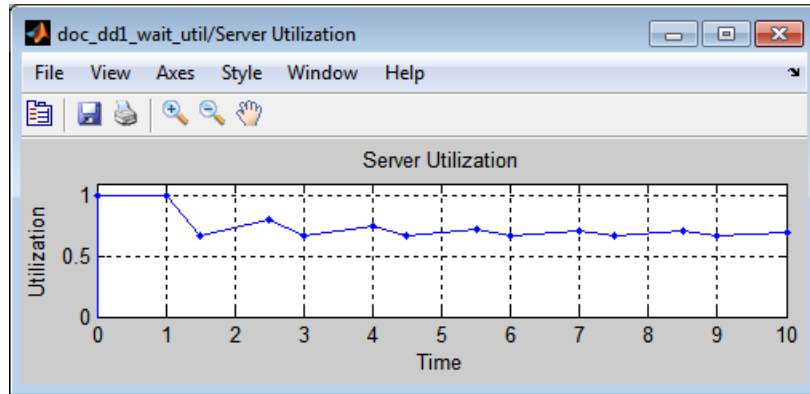 doc_dd1_wait_util/Server Utilization
File View Axes Style Window Help
Server Utilization
Utilization
1
0.5
0
0 1 2 3 4 5 6 7 8 9 10
Time